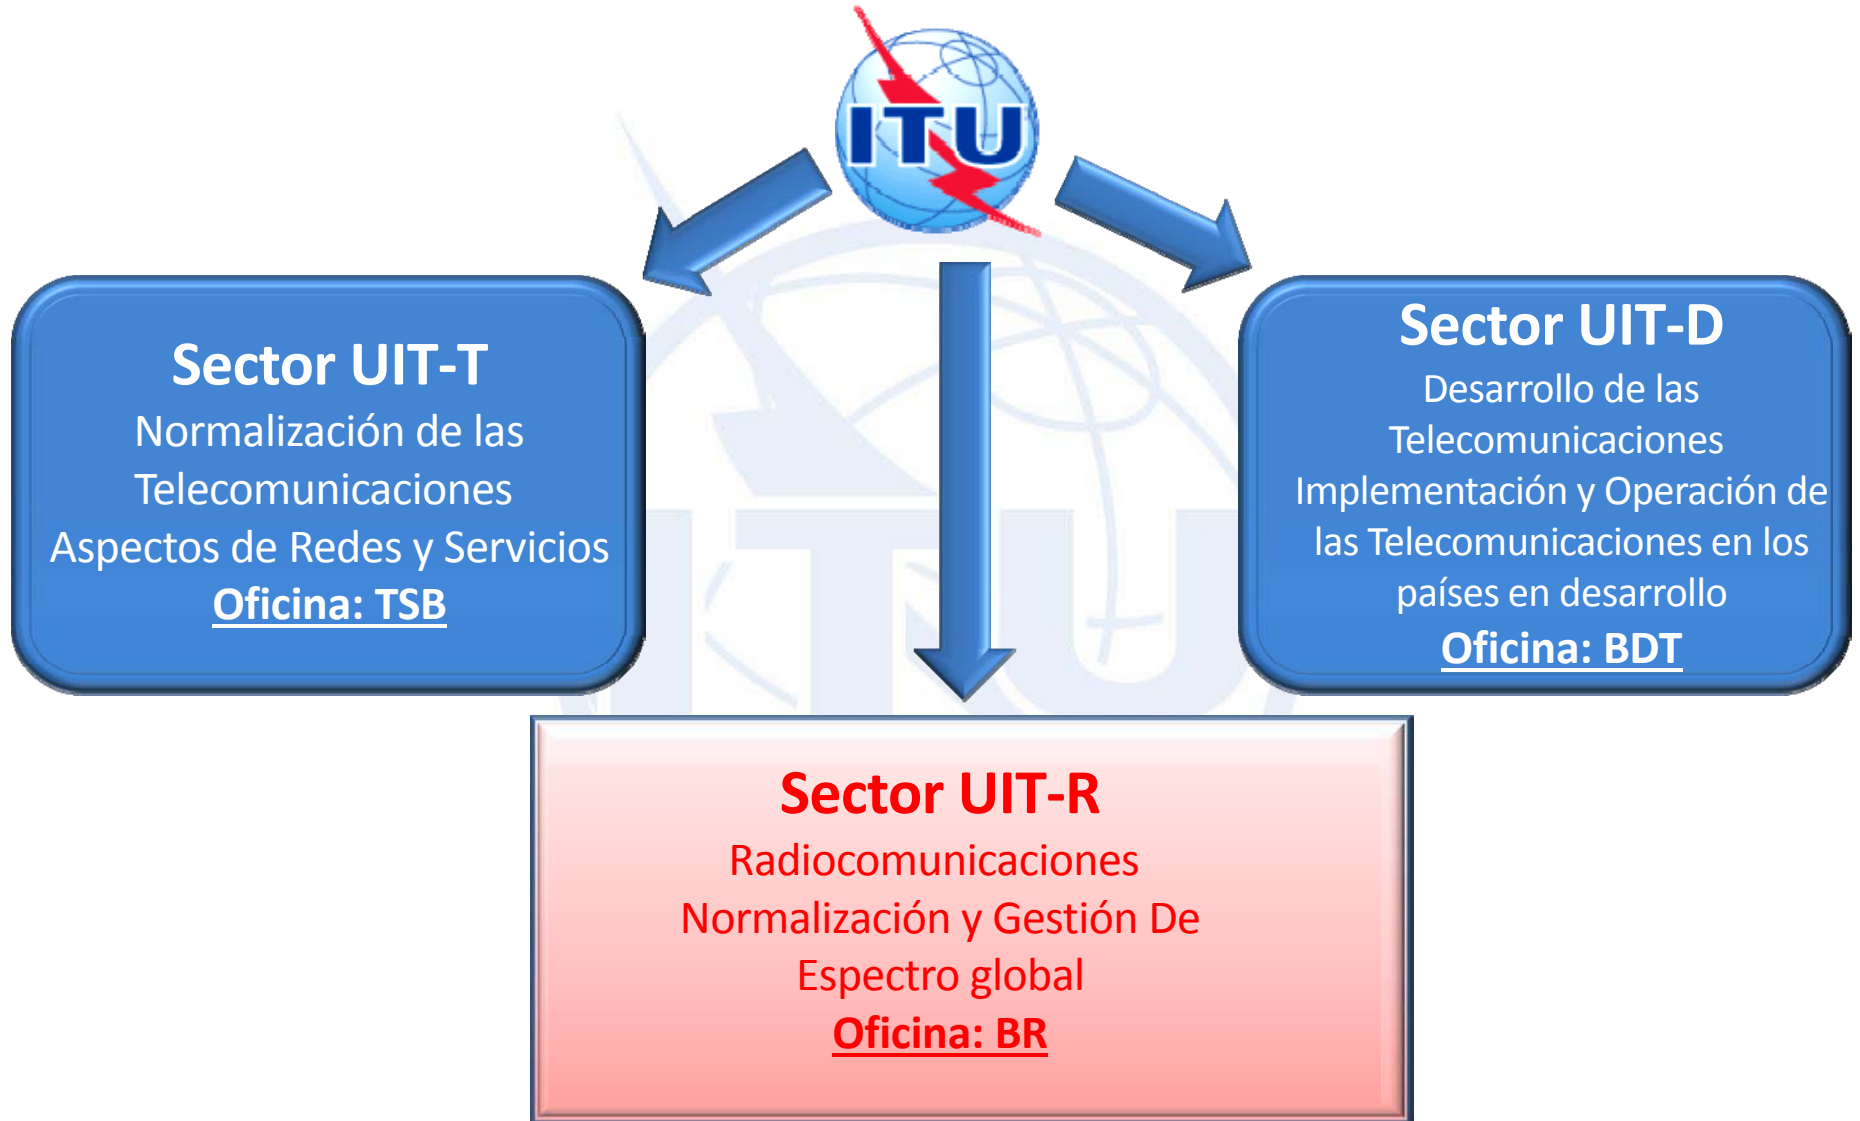 ITU
Sector UIT-T
Normalización de las
Telecomunicaciones
Aspectos de Redes y Servicios
Oficina: TSB
Sector UIT-D
Desarrollo de las
Telecomunicaciones
Implementación y Operación de
las Telecomunicaciones en los
países en desarrollo
Oficina: BDT
ITU
Sector UIT-R
Radiocomunicaciones
Normalización y Gestión De
Espectro global
Oficina: BR